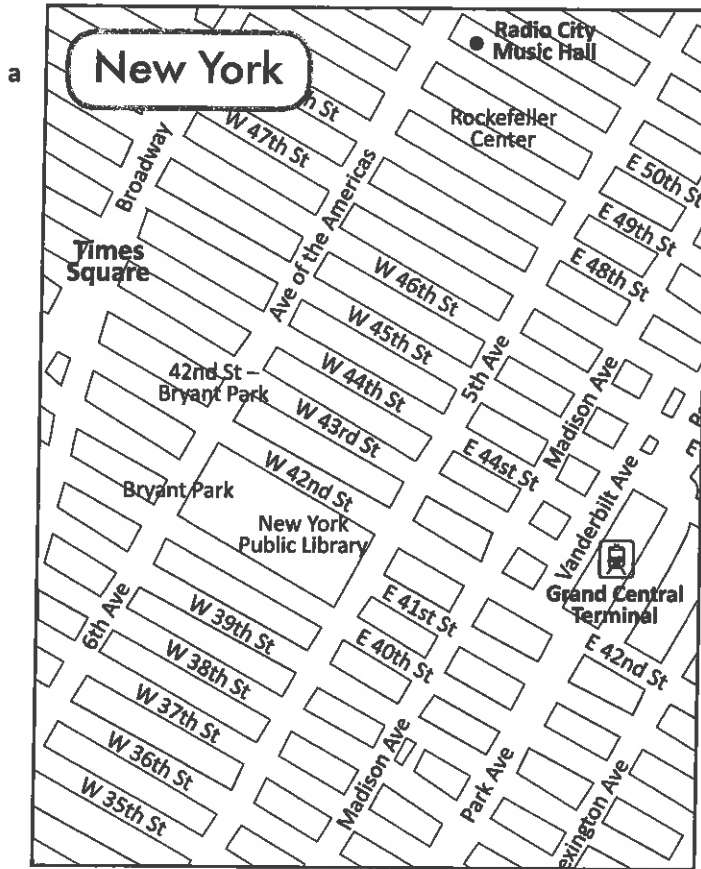 a
New York
Radio City
Music Hall
Rockefeller
Center
W 47th St
Broadway
Ave of the Americas
E 50th St
E 49th St
E 48th St
Times
Square
W 46th St
W 45th St
W 44th St
W 43rd St
W 42nd St
5th Ave
Madison Ave
42nd St –
Bryant Park
E 44st St
Bryant Park
New York
Public Library
Vanderbilt Ave
Grand Central
Terminal
E 41st St
E 40th St
E 42nd St
6th Ave
W 39th St
W 38th St
W 37th St
W 36th St
W 35th St
Madison Ave
Park Ave
exington Ave